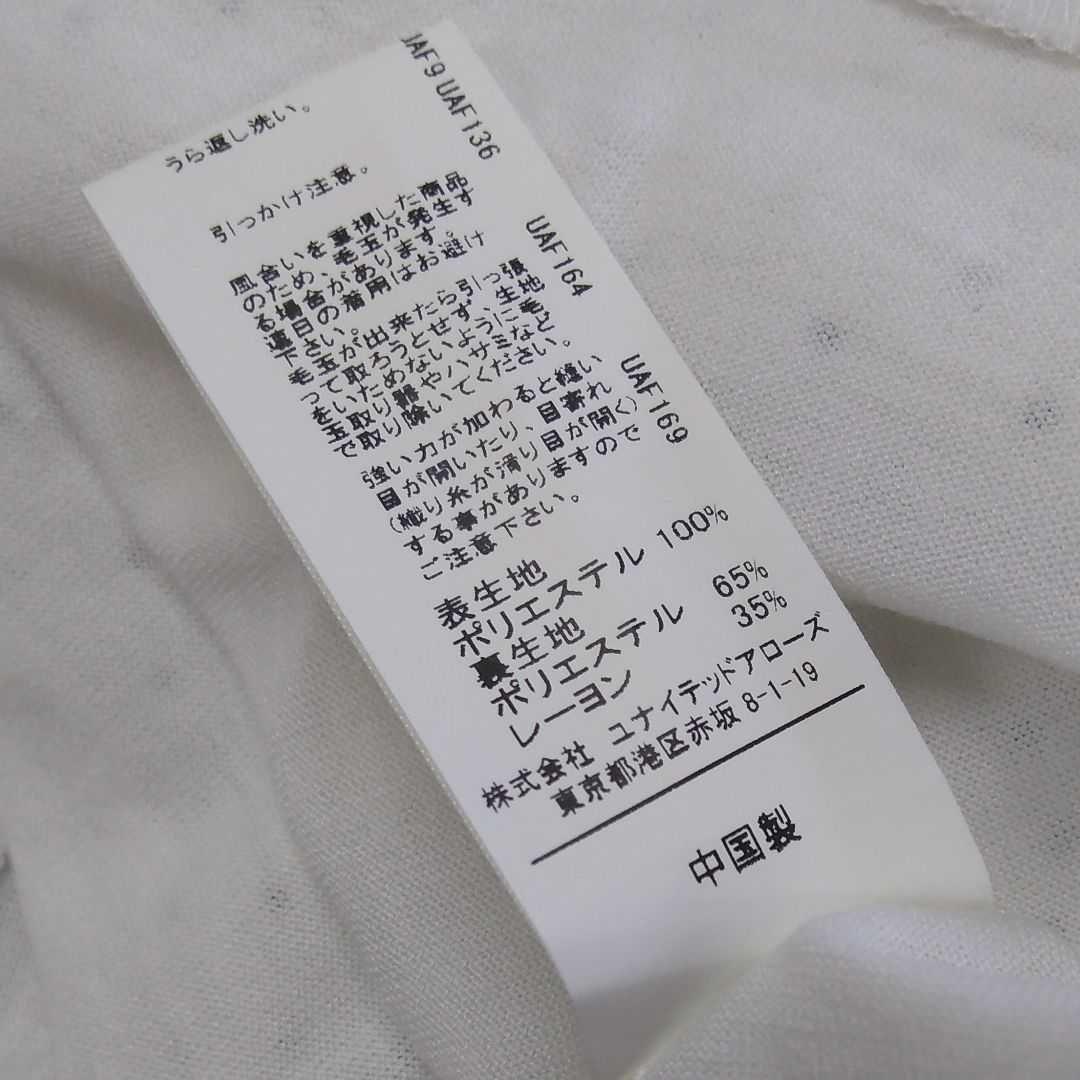 UAF9 UAF136
うら返し洗い。
UAF164
引っかけ注意。
風合いを重視した商品
のため、毛玉が発生す
る場合があります。
連日の着用はお避け
下さい。
毛玉が出来たら引っ張
って取ろうとせず、生地
をいためないように毛
玉取り器やハサミなど
で取り除いてください。
UAF169
強い力が加わると縫い
目が開いたり、目寄れ
(織り糸が滑り目が開く)
する事がありますので
ご注意下さい。
表生地
ポリエステル 100%
裏生地
ポリエステル 65%
レーヨン 35%
株式会社 ユナイテッドアローズ
東京都港区赤坂 8-1-19
中国製